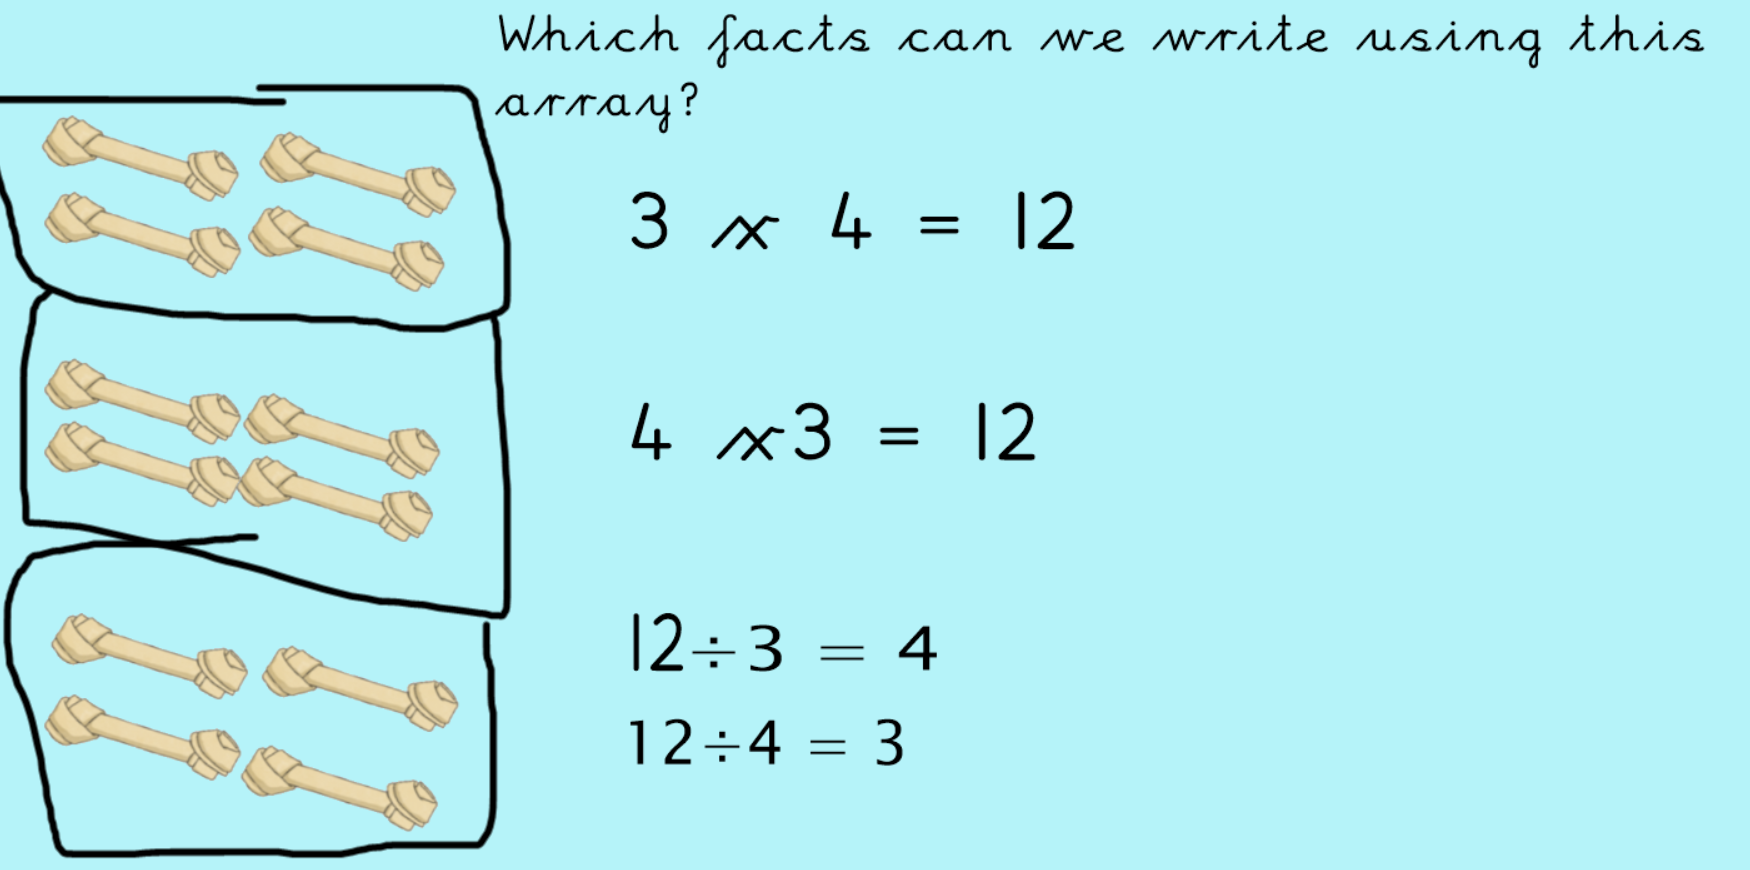 Which facts can we write using this
array?
3 x 4 = 12
4 x3 = 12
12÷3 = 4
12÷4 = 3